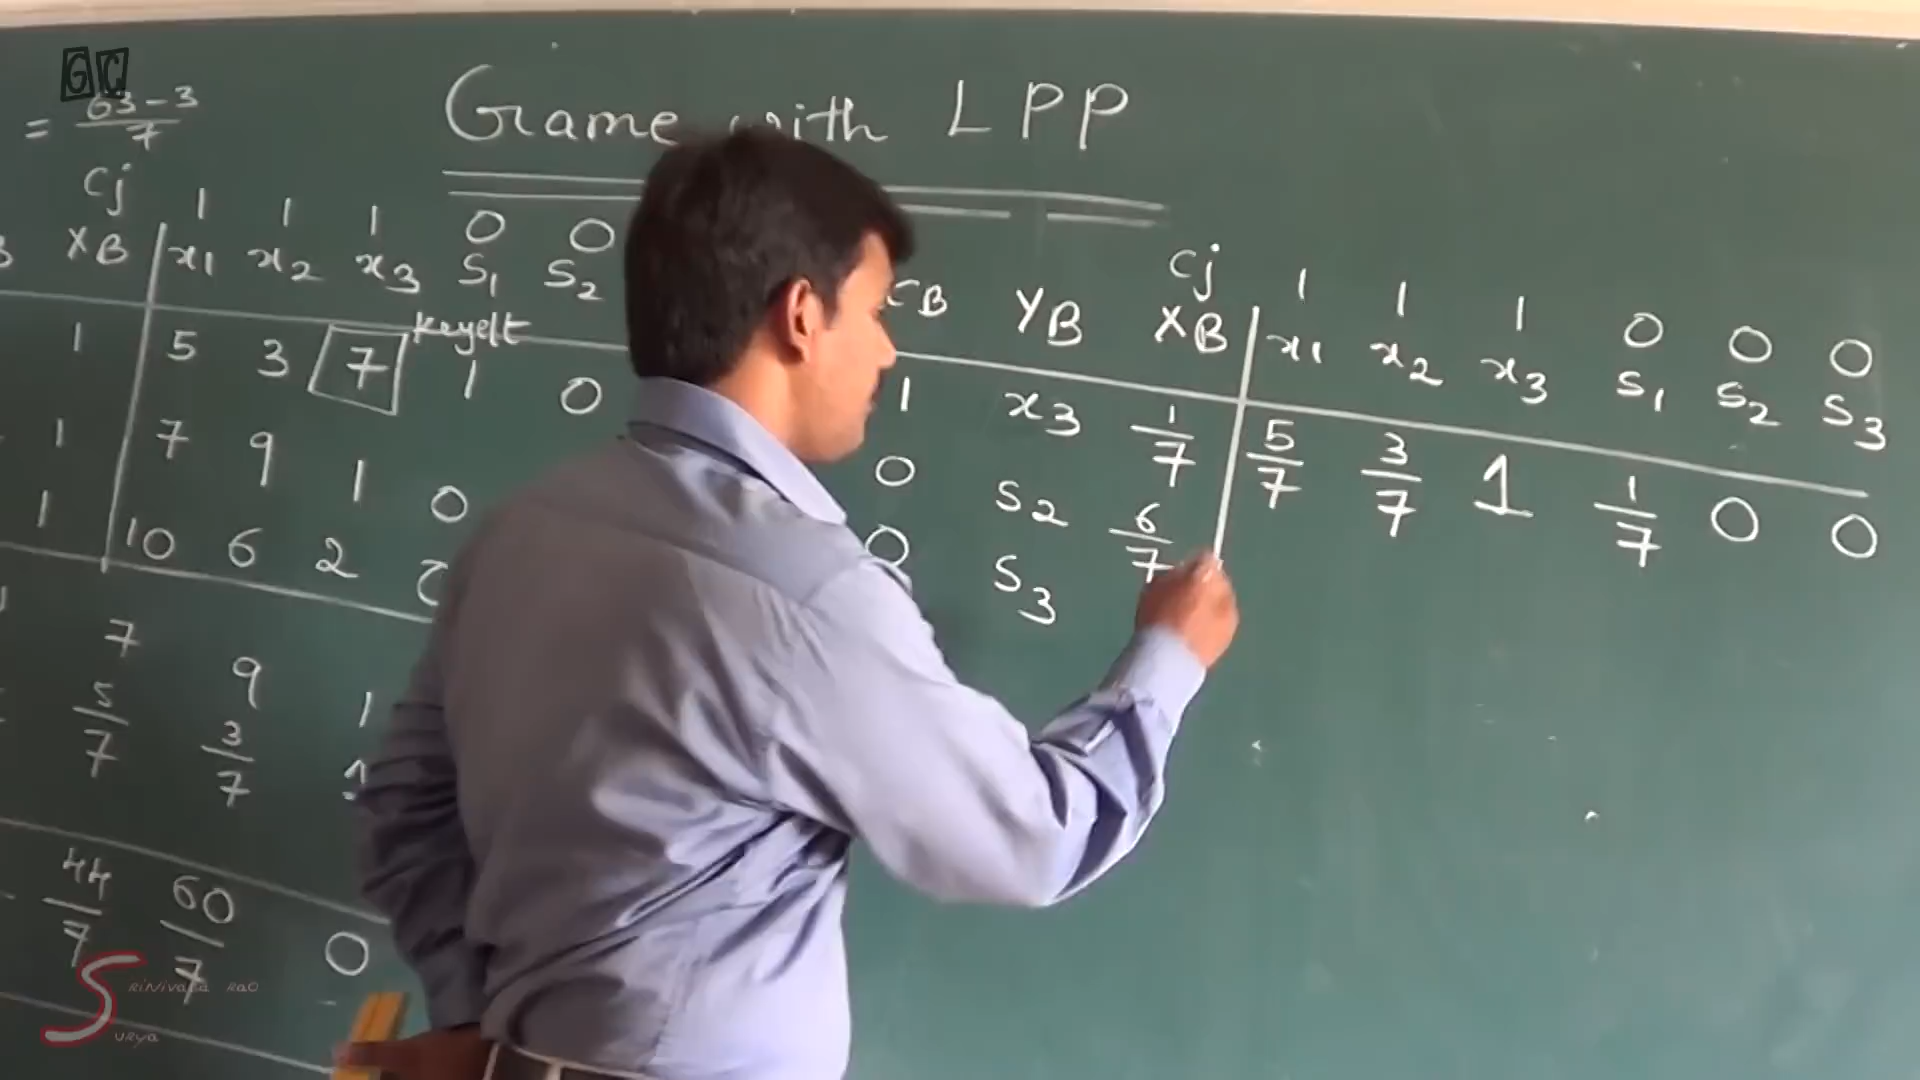 GC
Game with LPP
= 63-3
7
Cj 1 1 1 0 0
XB x1 x2 x3 S1 S2
1 5 3 7 keyelt 1 0
1 7 9 1 0
1 10 6 2
7 9 1
5/7 3/7 1
44/7 60/7 0
Cj 1 1 1 0 0 0
CB YB XB x1 x2 x3 S1 S2 S3
1 x3 1/7 5/7 3/7 1 1/7 0 0
0 S2 6/7
0 S3
SRiNivasa Rao
SURYa